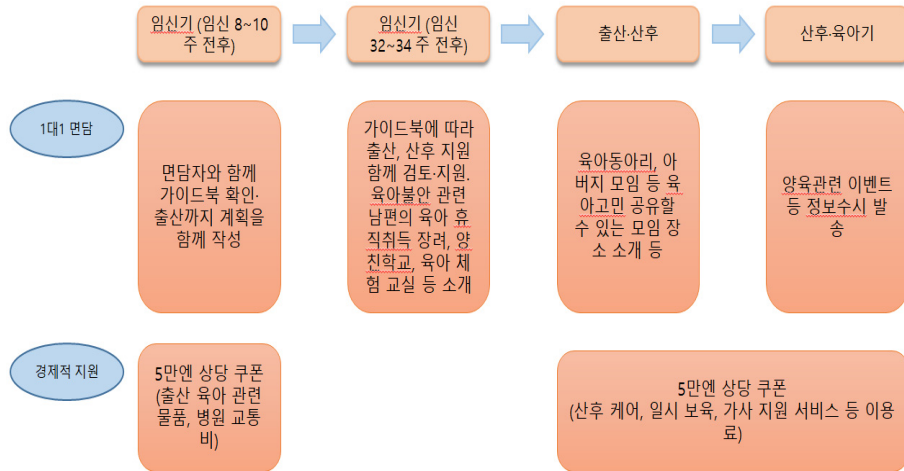 임신기 (임신 8~10
주 전후)
임신기 (임신
32~34 주 전후)
출산·산후
산후·육아기
1대1 면담
면담자와 함께
가이드북 확인·
출산까지 계획을
함께 작성
가이드북에 따라
출산, 산후 지원
함께 검토·지원.
육아불안 관련
남편의 육아 휴
직취득 장려, 양
친학교, 육아 체
험 교실 등 소개
육아동아리, 아
버지 모임 등 육
아고민 공유할
수 있는 모임 장
소 소개 등
양육관련 이벤트
등 정보수시 발
송
경제적 지원
5만엔 상당 쿠폰
(출산 육아 관련
물품, 병원 교통
비)
5만엔 상당 쿠폰
(산후 케어, 일시 보육, 가사 지원 서비스 등 이용
료)